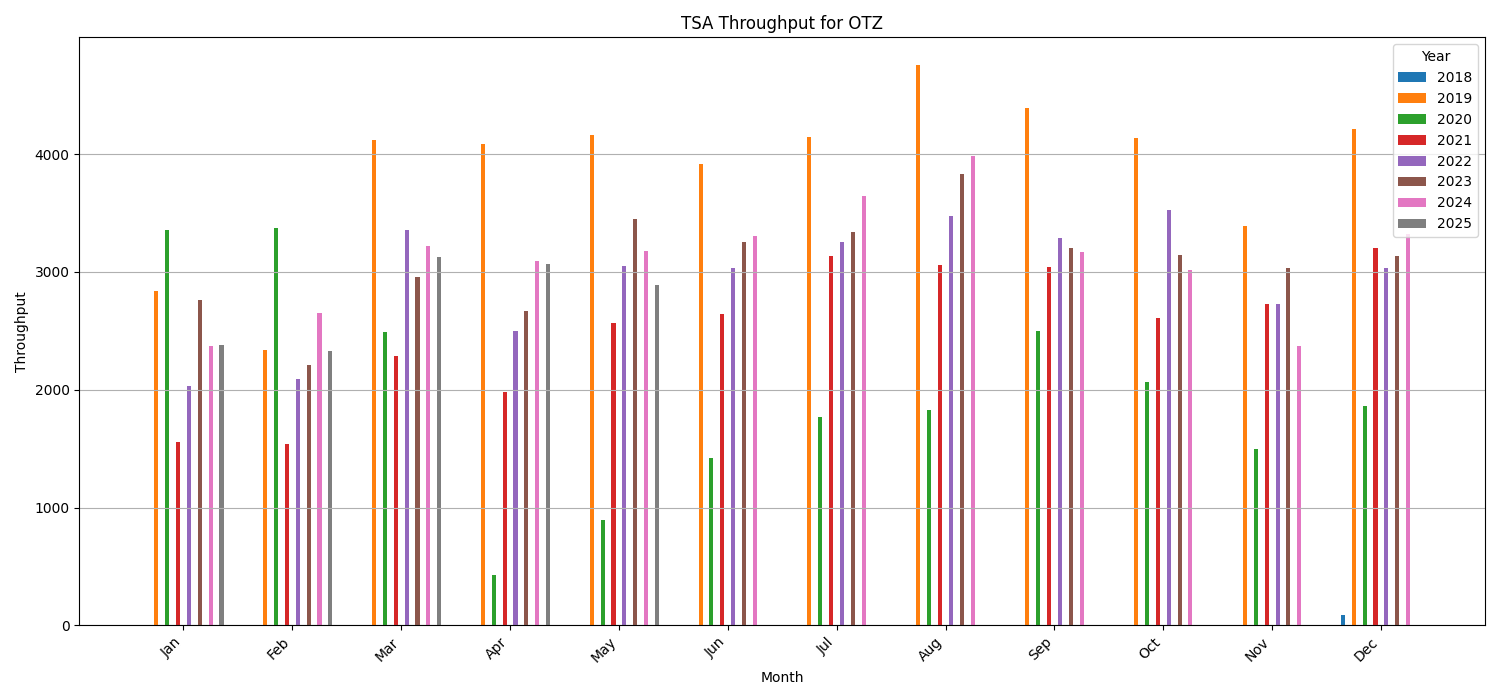 TSA Throughput for OTZ
Year
2018
2019
2020
2021
2022
2023
2024
2025
Throughput
4000
3000
2000
1000
0
Jan
Feb
Mar
Apr
May
Jun
Jul
Aug
Sep
Oct
Nov
Dec
Month